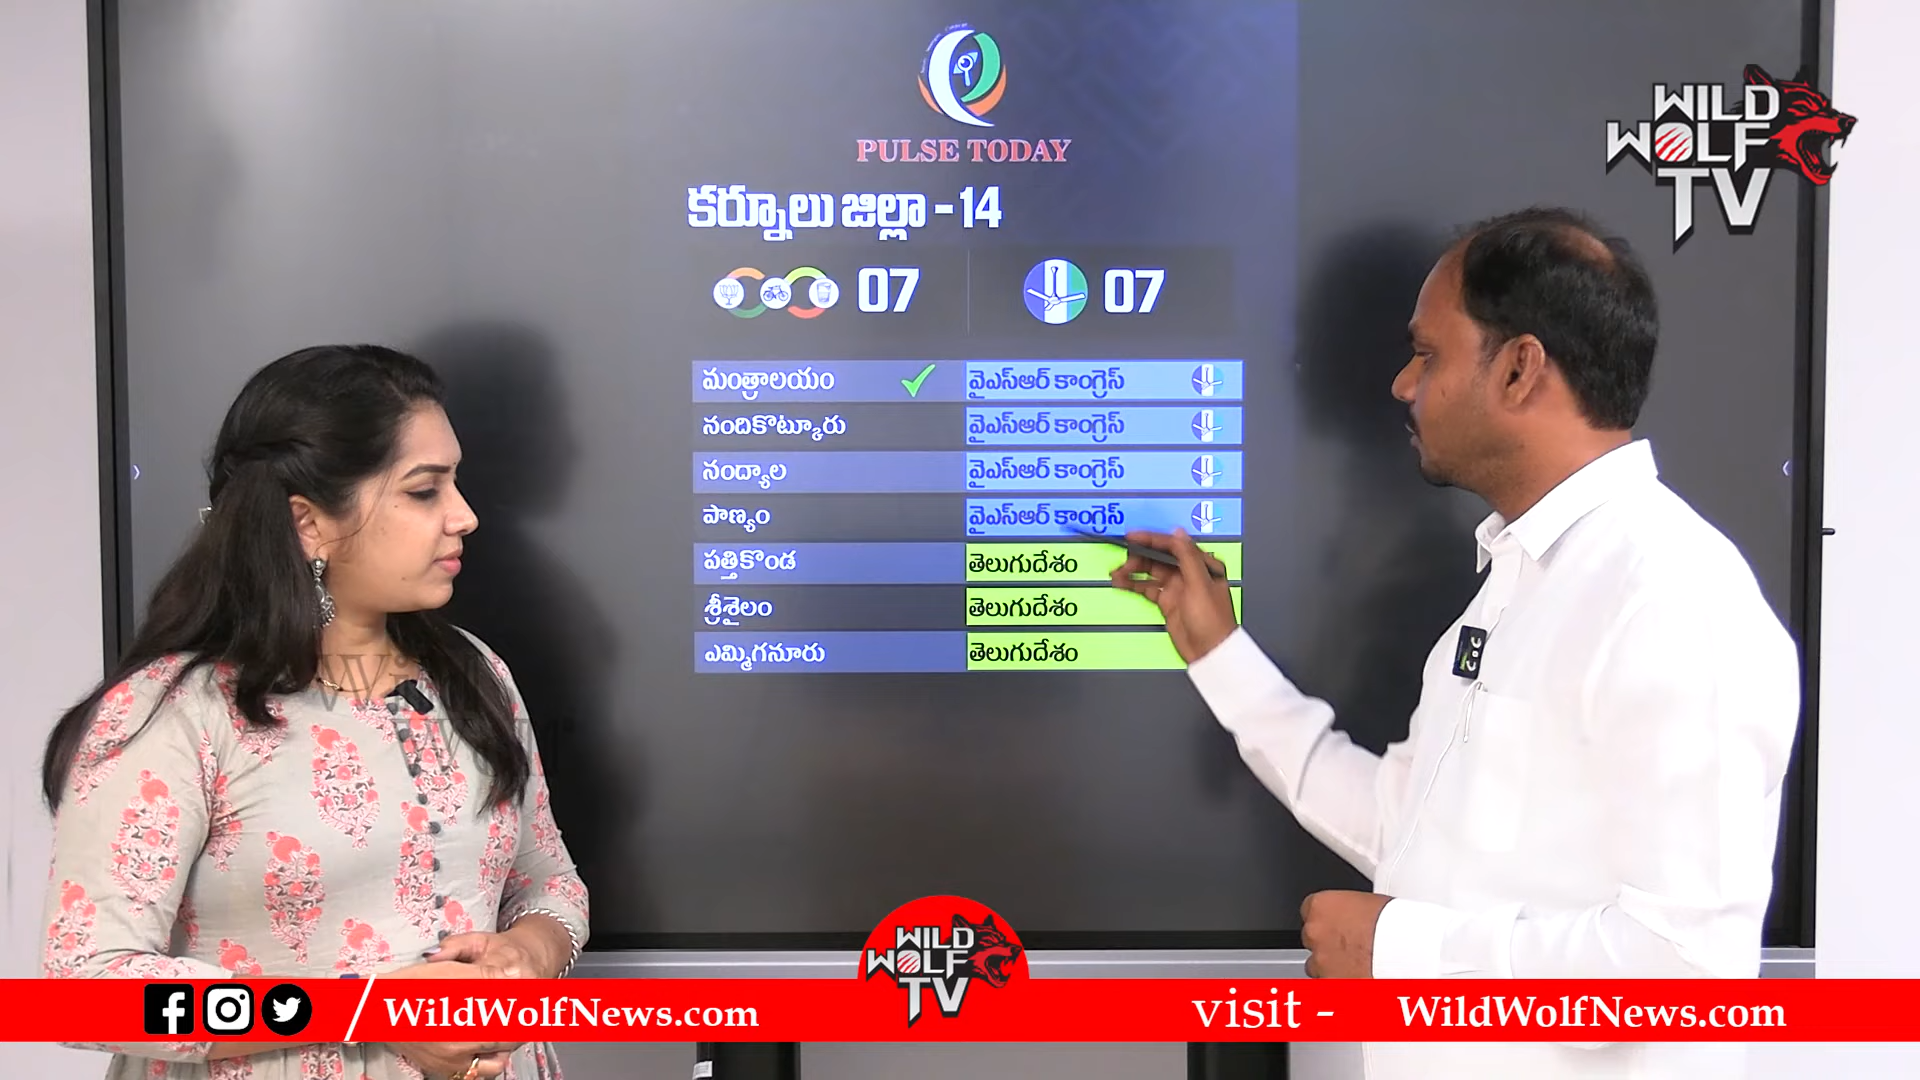 PULSE TODAY
WILD
WOLF
TV
కర్నూలు జిల్లా - 14
07 07
మంత్రాలయం వైఎస్ఆర్ కాంగ్రెస్
నందికొట్కూరు వైఎస్ఆర్ కాంగ్రెస్
నంద్యాల వైఎస్ఆర్ కాంగ్రెస్
పాణ్యం వైఎస్ఆర్ కాంగ్రెస్
పత్తికొండ తెలుగుదేశం
శ్రీశైలం తెలుగుదేశం
ఎమ్మిగనూరు తెలుగుదేశం
WILD
WOLF
TV
WildWolfNews.com
visit - WildWolfNews.com